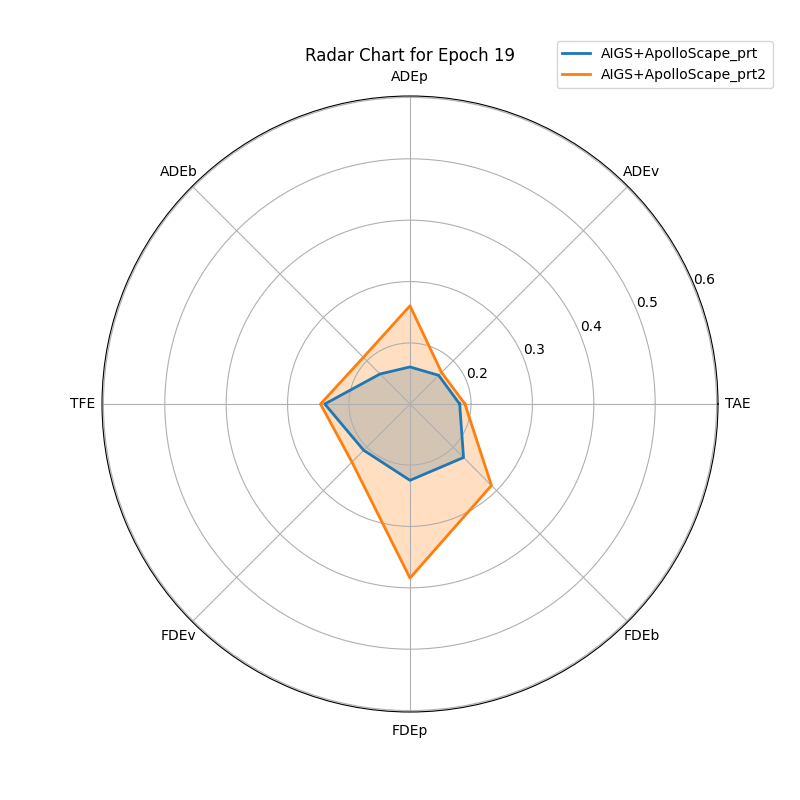 Radar Chart for Epoch 19
AIGS+ApolloScape_prt
AIGS+ApolloScape_prt2
ADEp
ADEb
ADEv
0.6
0.5
0.4
0.3
0.2
TFE
TAE
FDEv
FDEb
FDEp